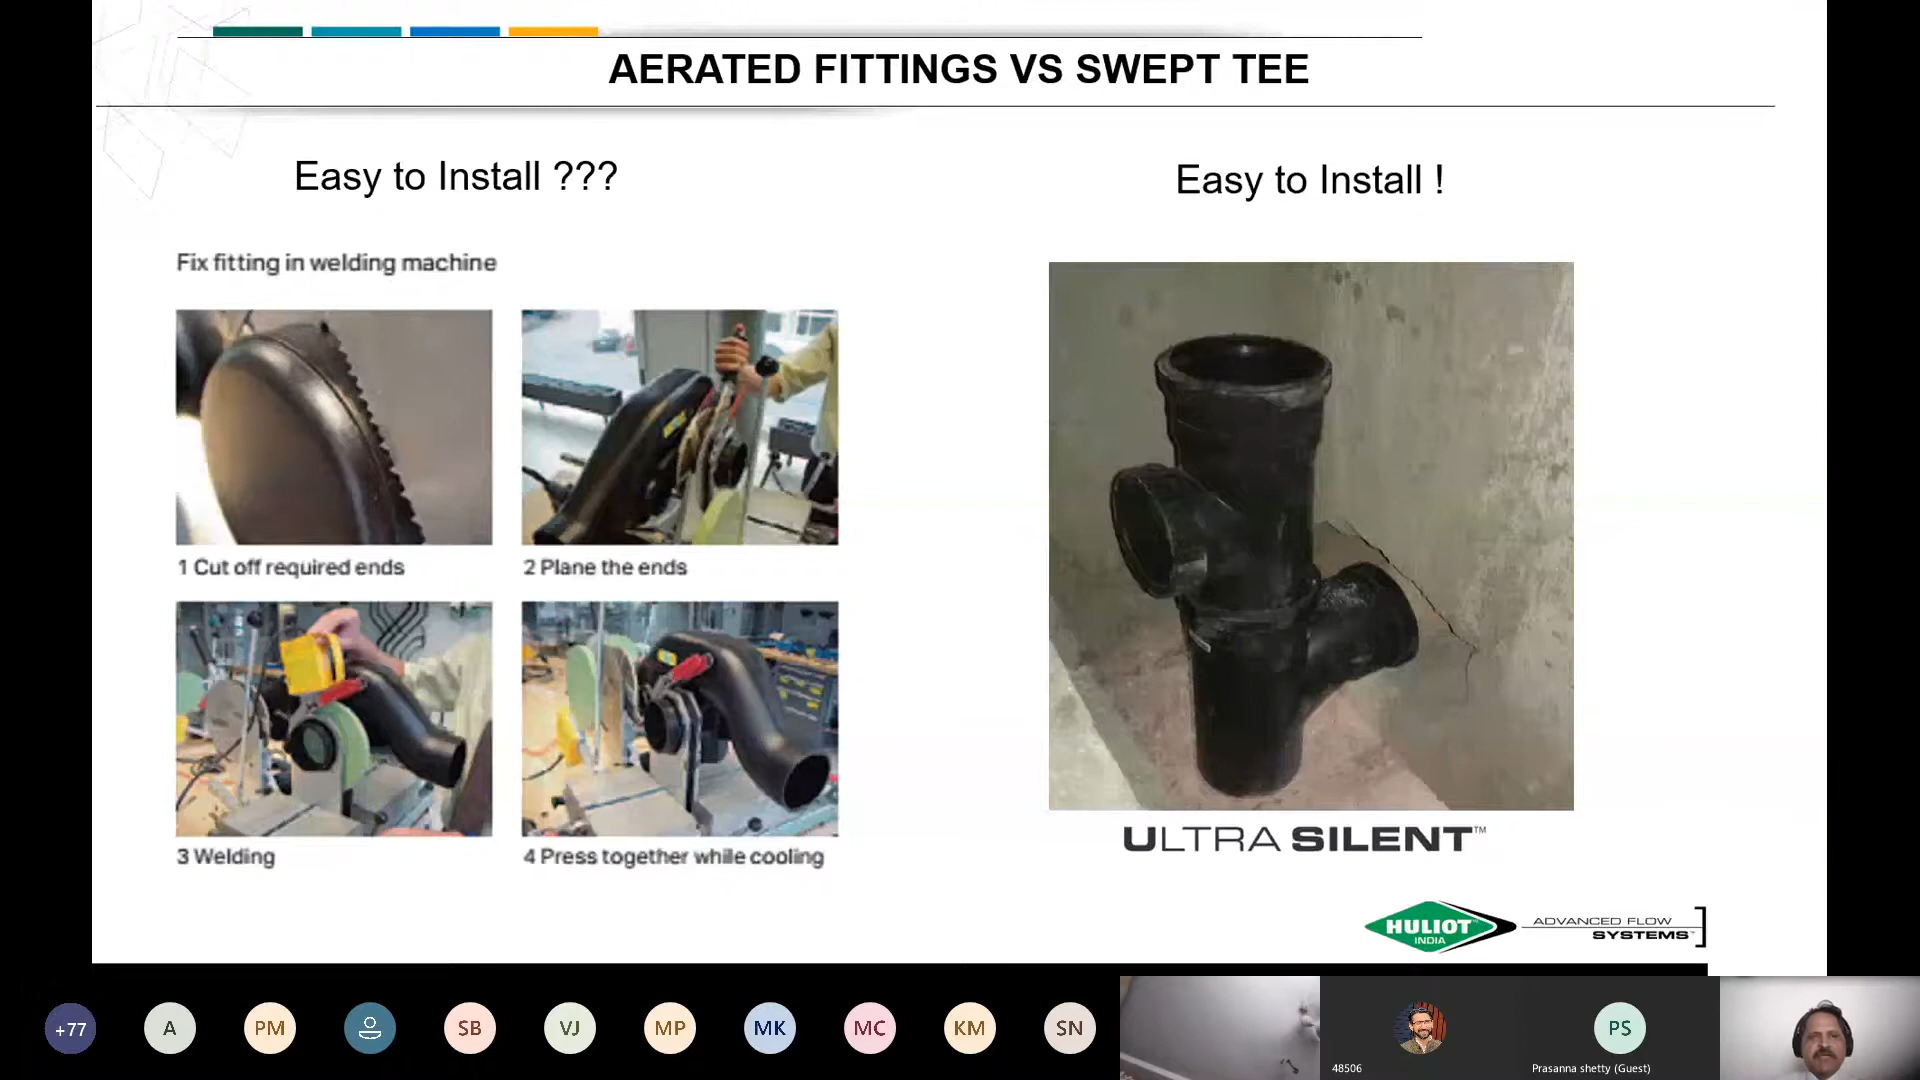 AERATED FITTINGS VS SWEPT TEE
Easy to Install ???
Easy to Install !
Fix fitting in welding machine
1 Cut off required ends
2 Plane the ends
3 Welding
4 Press together while cooling
ULTRA SILENT™
HULIOT™
INDIA
ADVANCED FLOW
SYSTEMS™
+77
A
PM
SB
VJ
MP
MK
MC
KM
SN
48506
PS
Prasanna shetty (Guest)